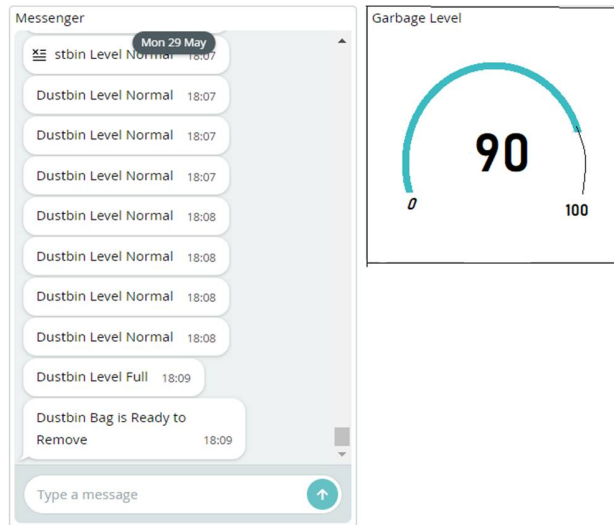 Messenger
Mon 29 May
stbin Level Normal 18:07
Dustbin Level Normal 18:07
Dustbin Level Normal 18:07
Dustbin Level Normal 18:07
Dustbin Level Normal 18:08
Dustbin Level Normal 18:08
Dustbin Level Normal 18:08
Dustbin Level Normal 18:08
Dustbin Level Full 18:09
Dustbin Bag is Ready to
Remove 18:09
Type a message
Garbage Level
90
0
100